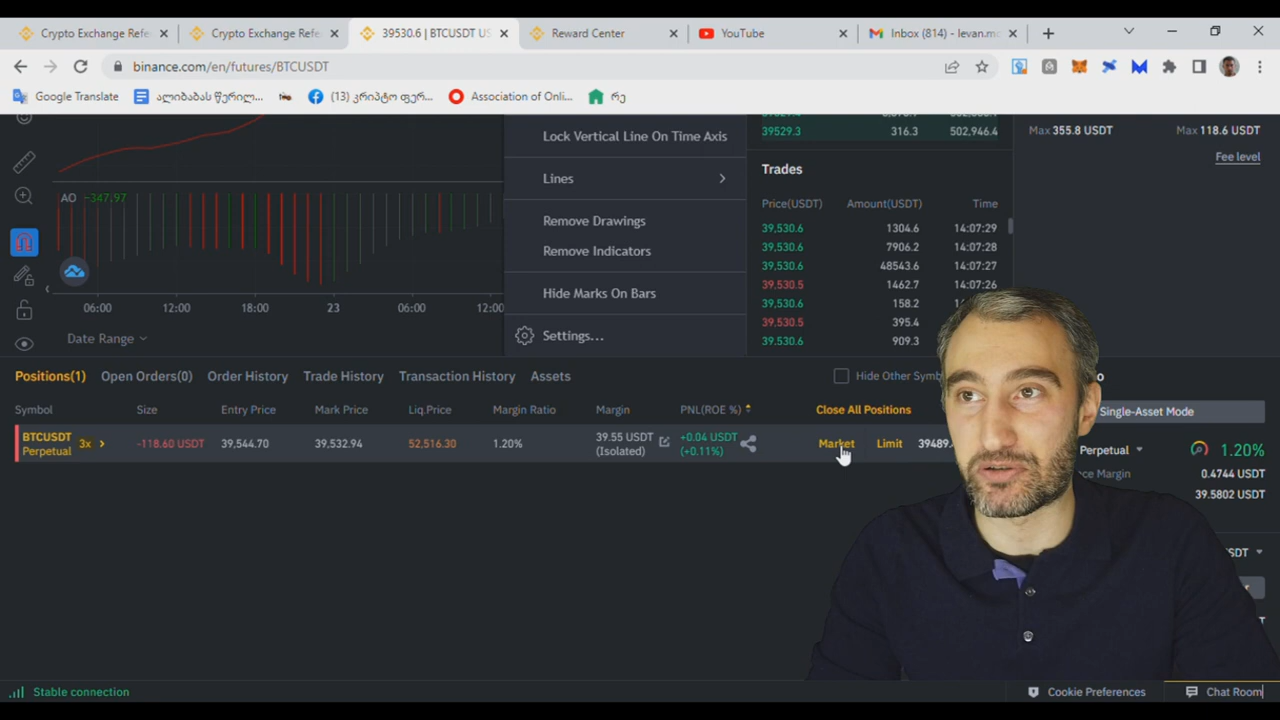 Crypto Exchange Refe
Crypto Exchange Refe
39530.6 | BTCUSDT US
Reward Center
YouTube
Inbox (814) - levan.mc
binance.com/en/futures/BTCUSDT
Google Translate
ალიბაბას წერილ...
(13) კრიპტო ფერ...
Association of Onli...
რე
Lock Vertical Line On Time Axis
Lines
Remove Drawings
Remove Indicators
Hide Marks On Bars
Settings...
AO -347.97
06:00 12:00 18:00 23 06:00 12:00
Date Range
39529.3 316.3 502,946.4
Trades
Price(USDT) Amount(USDT) Time
39,530.6 1304.6 14:07:29
39,530.6 7906.2 14:07:28
39,530.6 48543.6 14:07:27
39,530.5 1462.7 14:07:26
39,530.6 158.2
39,530.5 395.4
39,530.6 909.3
Max 355.8 USDT Max 118.6 USDT
Fee level
Positions(1) Open Orders(0) Order History Trade History Transaction History Assets
Hide Other Symb
Symbol Size Entry Price Mark Price Liq.Price Margin Ratio Margin PNL(ROE %) Close All Positions
BTCUSDT 3x -118.60 USDT 39,544.70 39,532.94 52,516.30 1.20% 39.55 USDT +0.04 USDT Market Limit 39489.
Perpetual (Isolated) (+0.11%)
Single-Asset Mode
Perpetual 1.20%
ce Margin 0.4744 USDT
39.5802 USDT
Stable connection
Cookie Preferences
Chat Room